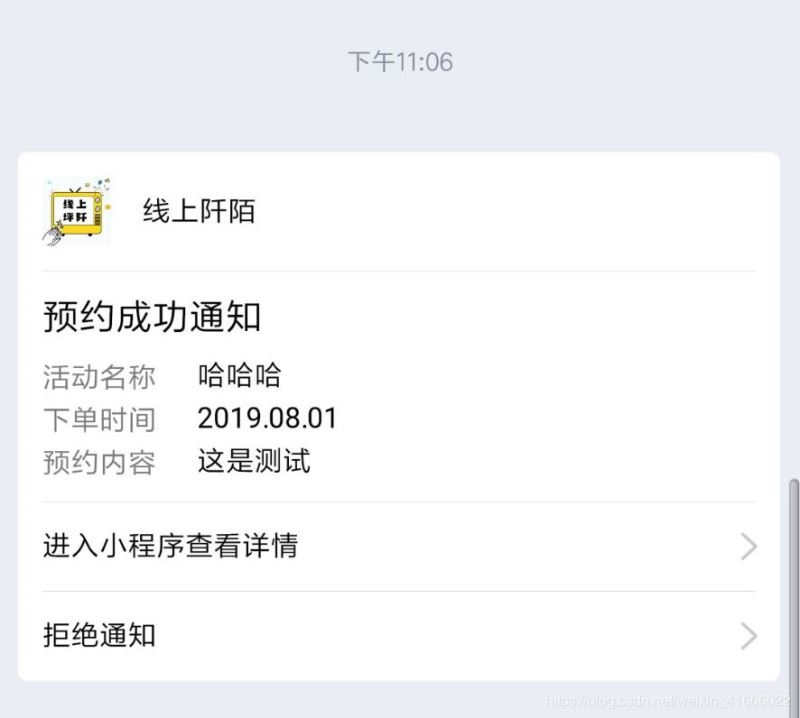 下午11:06
线上
坪阡
线上阡陌
预约成功通知
活动名称 哈哈哈
下单时间 2019.08.01
预约内容 这是测试
进入小程序查看详情
拒绝通知
https://blog.csdn.net/weixin_41606022